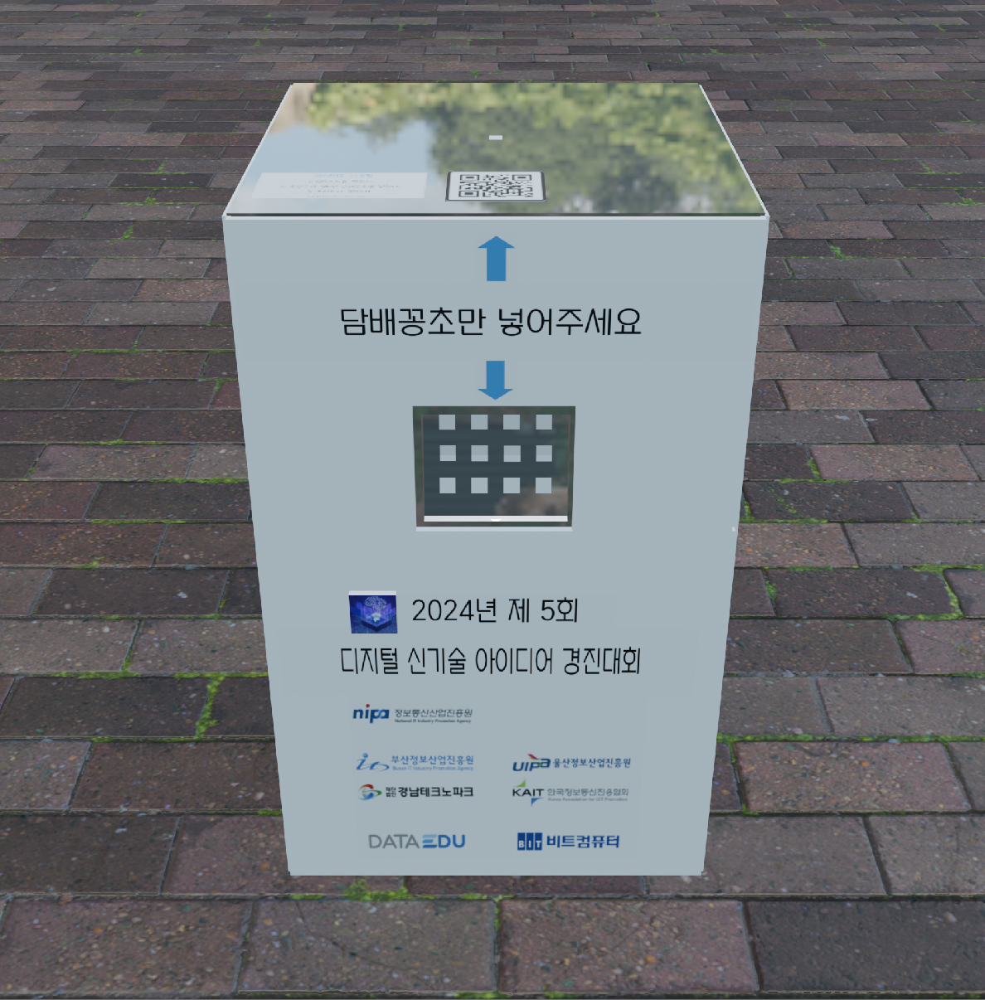 담배꽁초만 넣어주세요
2024년 제 5회
디지털 신기술 아이디어 경진대회
nipa 정보통신산업진흥원
National IT Industry Promotion Agency
부산정보산업진흥원
Busan IT Industry Promotion Agency
UIPA 울산정보산업진흥원
경남테크노파크
KAIT 한국정보통신진흥협회
Korea Association for ICT Promotion
DATA EDU
BIT 비트컴퓨터